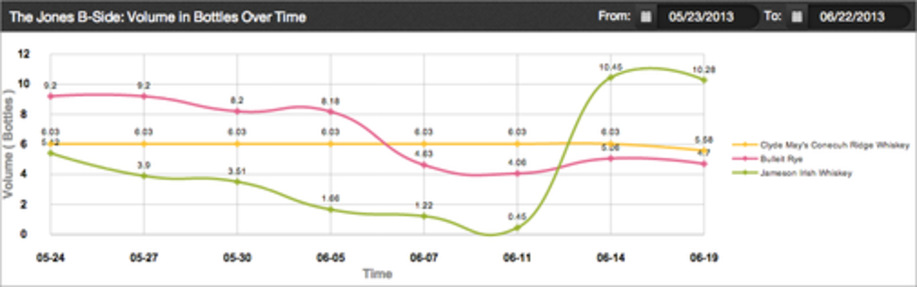 The Jones B-Side: Volume in Bottles Over Time From: 05/23/2013 To: 06/22/2013
Volume ( Bottles )
12
10
8
6
4
2
0
9.2 9.2 8.2 8.18 4.63 4.06 5.06
6.03 6.03 6.03 6.03 6.03 6.03 6.03 5.58
3.9 3.51 1.66 1.22 0.45 10.45 10.28
Clyde May's Conecuh Ridge Whiskey
Bulleit Rye
Jameson Irish Whiskey
05-24 05-27 05-30 06-05 06-07 06-11 06-14 06-19
Time